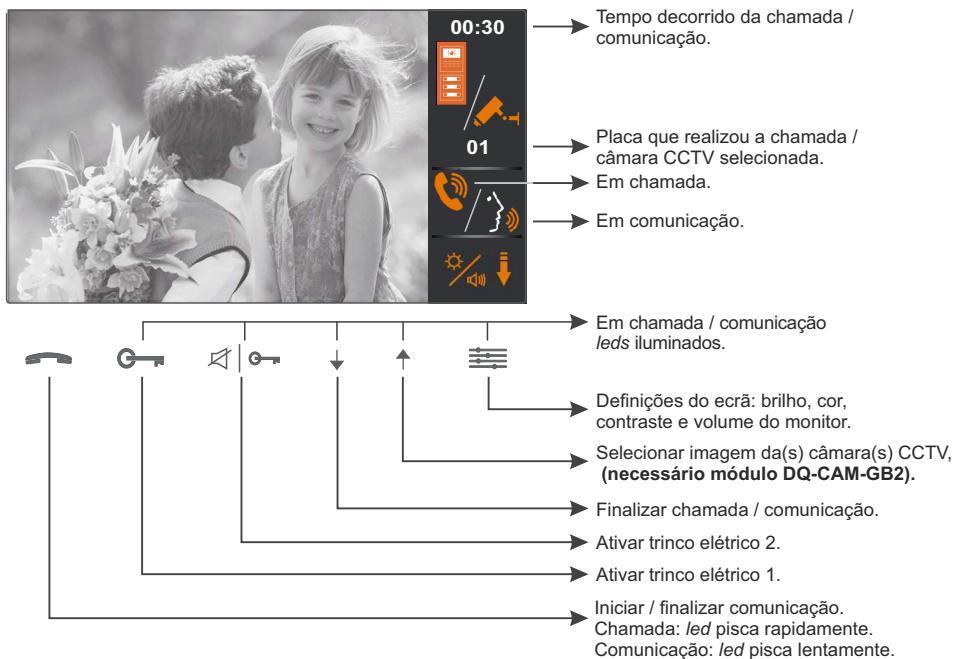 00:30
Tempo decorrido da chamada /
comunicação.
01
Placa que realizou a chamada /
câmara CCTV selecionada.
Em chamada.
Em comunicação.
Em chamada / comunicação
leds iluminados.
Definições do ecrã: brilho, cor,
contraste e volume do monitor.
Selecionar imagem da(s) câmara(s) CCTV,
(necessário módulo DQ-CAM-GB2).
Finalizar chamada / comunicação.
Ativar trinco elétrico 2.
Ativar trinco elétrico 1.
Iniciar / finalizar comunicação.
Chamada: led pisca rapidamente.
Comunicação: led pisca lentamente.